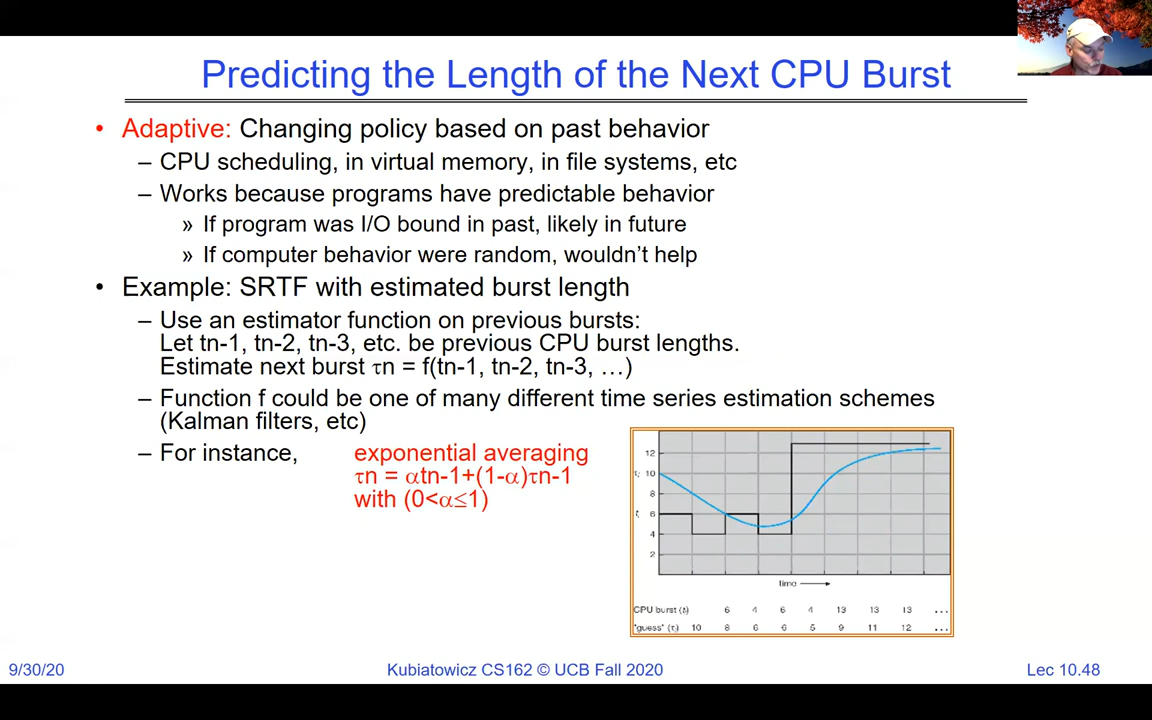 Predicting the Length of the Next CPU Burst
• Adaptive: Changing policy based on past behavior
– CPU scheduling, in virtual memory, in file systems, etc
– Works because programs have predictable behavior
» If program was I/O bound in past, likely in future
» If computer behavior were random, wouldn't help
• Example: SRTF with estimated burst length
– Use an estimator function on previous bursts:
Let tn-1, tn-2, tn-3, etc. be previous CPU burst lengths.
Estimate next burst τn = f(tn-1, tn-2, tn-3, …)
– Function f could be one of many different time series estimation schemes
(Kalman filters, etc)
– For instance, exponential averaging
τn = αtn-1+(1-α)τn-1
with (0<α≤1)
12
τi 10
8
ti 6
4
2
time
CPU burst (ti) 6 4 6 4 13 13 13 …
"guess" (τi) 10 8 6 6 5 9 11 12 …
9/30/20
Kubiatowicz CS162 © UCB Fall 2020
Lec 10.48